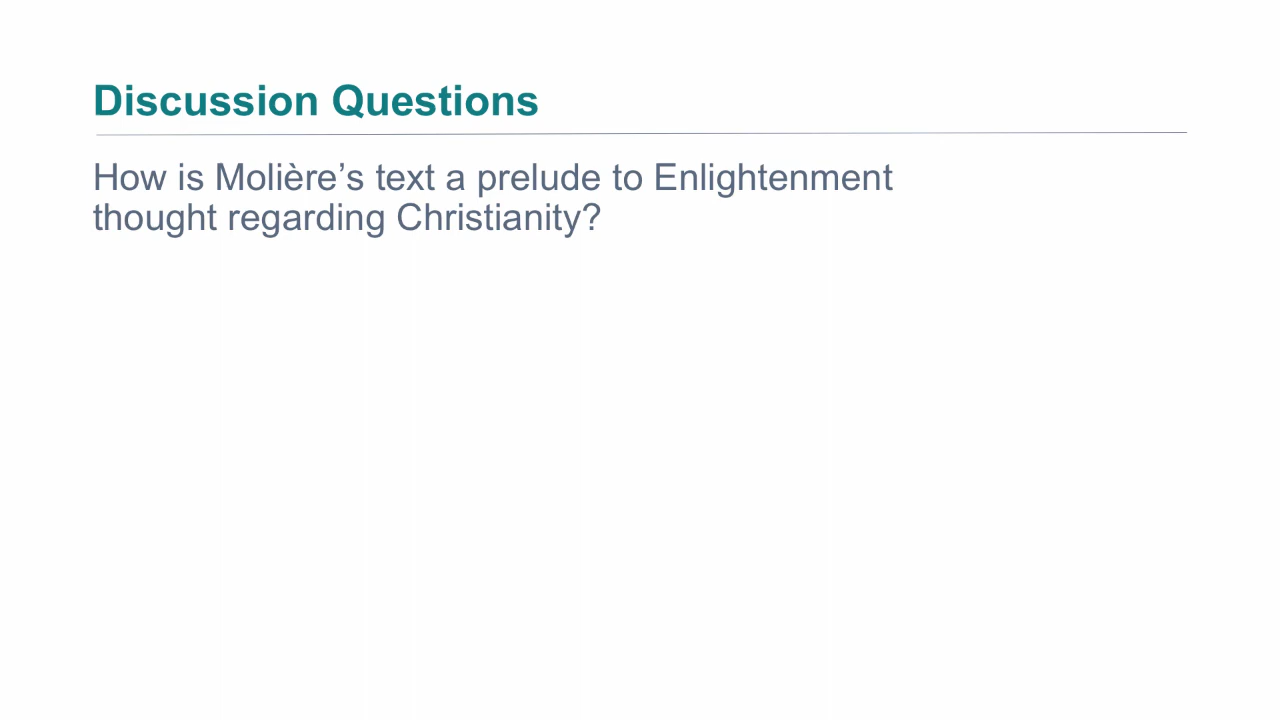 Discussion Questions
How is Molière’s text a prelude to Enlightenment
thought regarding Christianity?